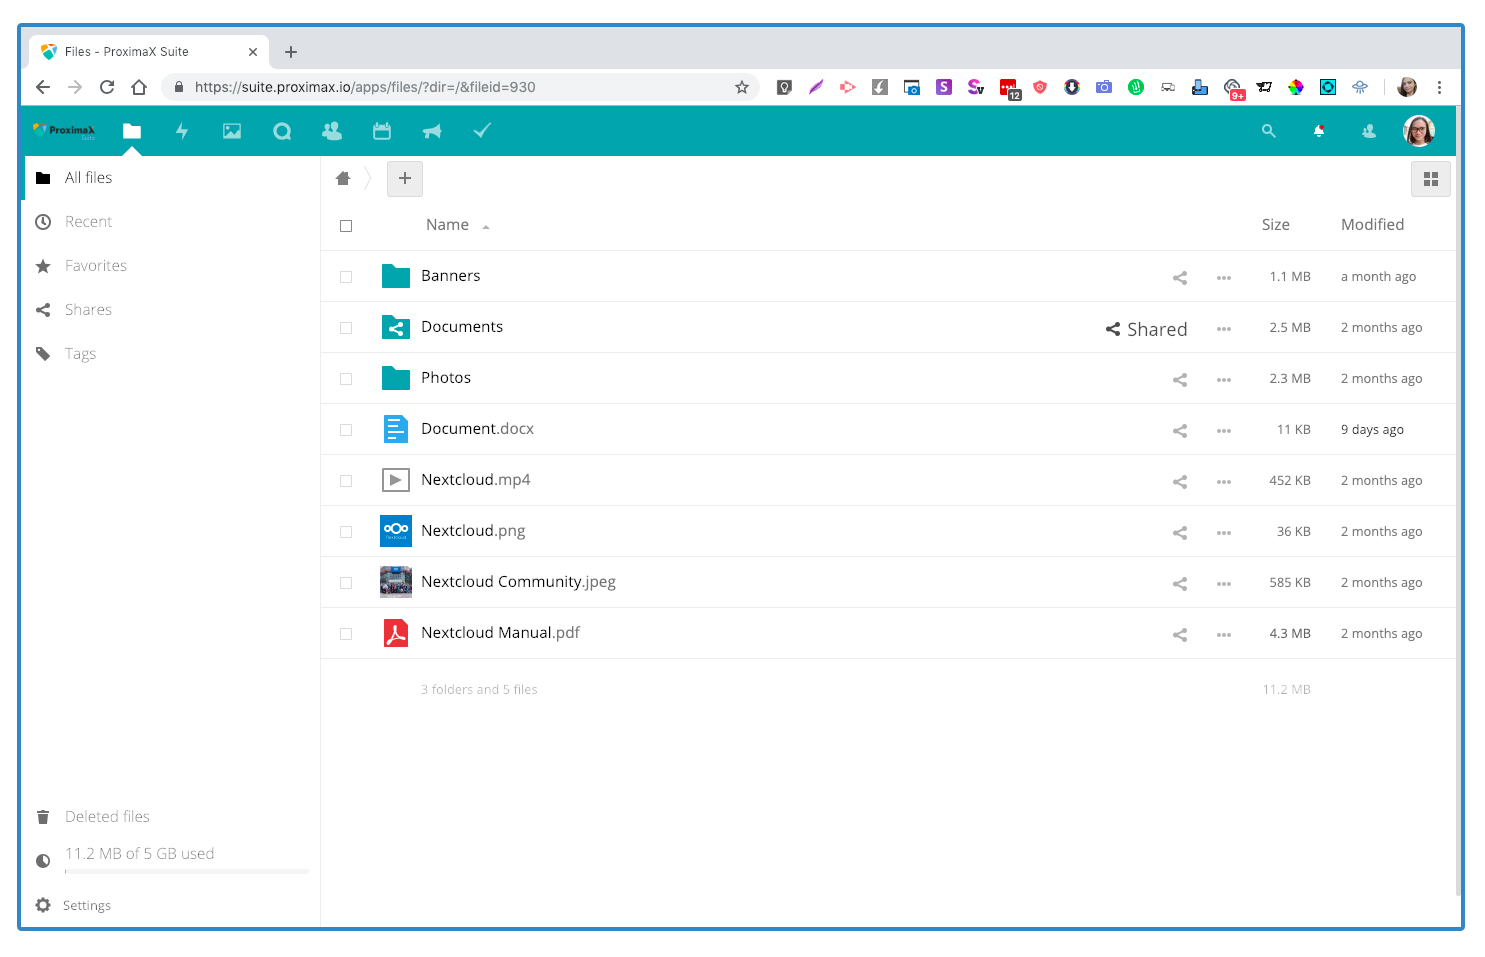 Files - ProximaX Suite
https://suite.proximax.io/apps/files/?dir=/&fileid=930
S
S v
12
9+
ProximaX
Suite
All files
Recent
Favorites
Shares
Tags
Name Size Modified
Banners 1.1 MB a month ago
Documents Shared 2.5 MB 2 months ago
Photos 2.3 MB 2 months ago
Document.docx 11 KB 9 days ago
Nextcloud.mp4 452 KB 2 months ago
Nextcloud.png 36 KB 2 months ago
Nextcloud Community.jpeg 585 KB 2 months ago
Nextcloud Manual.pdf 4.3 MB 2 months ago
3 folders and 5 files 11.2 MB
Deleted files
11.2 MB of 5 GB used
Settings